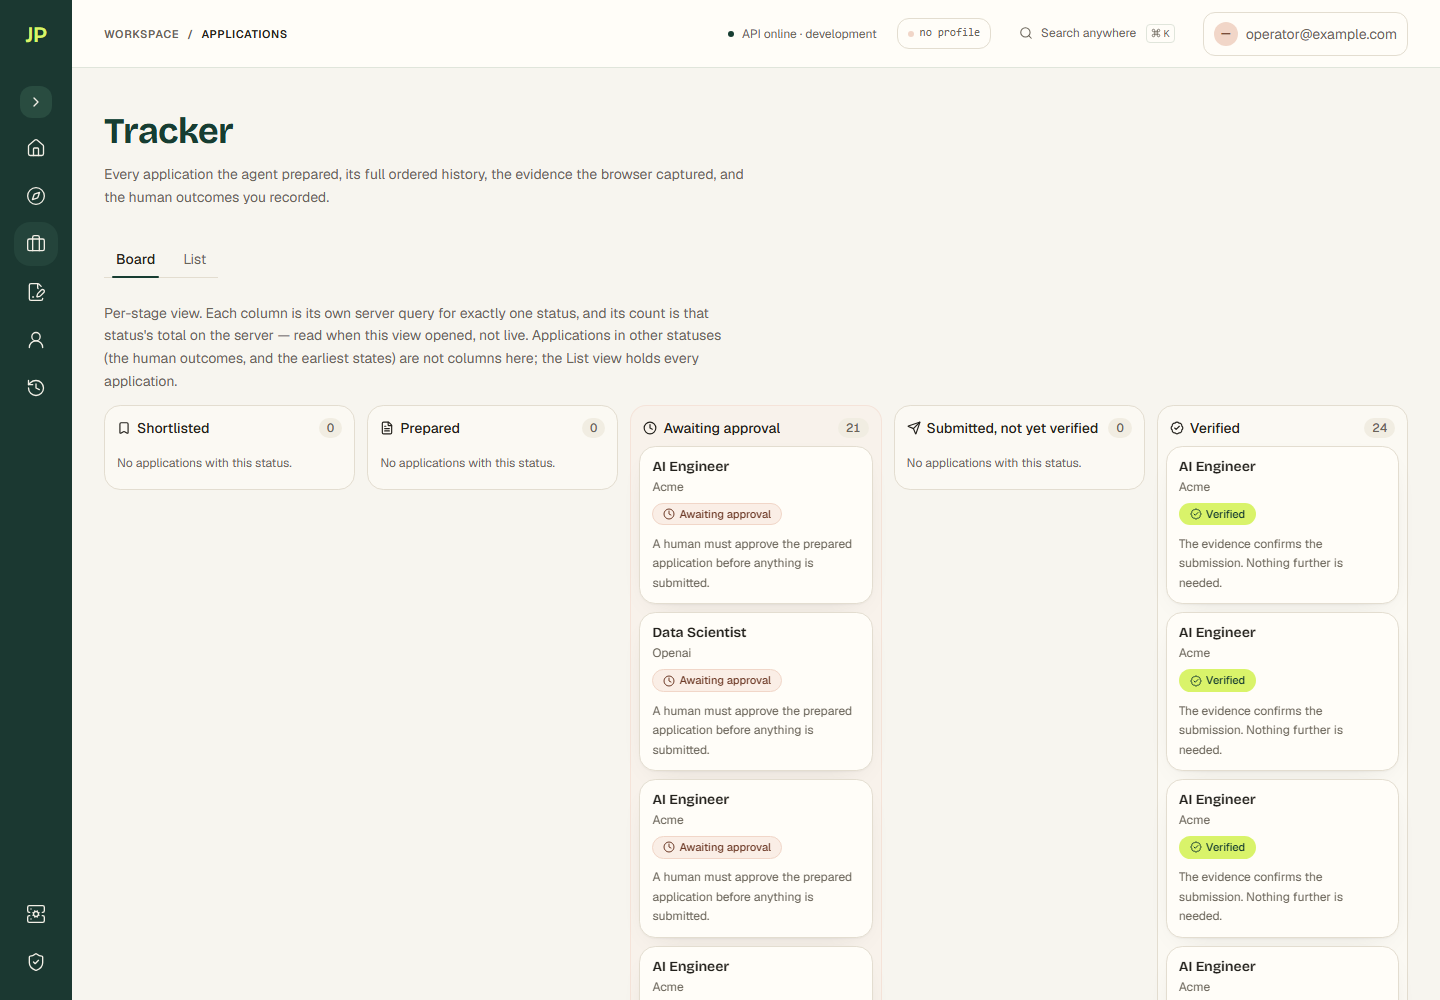 JP
WORKSPACE / APPLICATIONS
API online · development
no profile
Search anywhere
⌘ K
operator@example.com
Tracker
Every application the agent prepared, its full ordered history, the evidence the browser captured, and
the human outcomes you recorded.
Board
List
Per-stage view. Each column is its own server query for exactly one status, and its count is that
status's total on the server — read when this view opened, not live. Applications in other statuses
(the human outcomes, and the earliest states) are not columns here; the List view holds every
application.
Shortlisted 0
No applications with this status.
Prepared 0
No applications with this status.
Awaiting approval 21
AI Engineer
Acme
Awaiting approval
A human must approve the prepared
application before anything is
submitted.
Data Scientist
Openai
Awaiting approval
A human must approve the prepared
application before anything is
submitted.
AI Engineer
Acme
Awaiting approval
A human must approve the prepared
application before anything is
submitted.
AI Engineer
Acme
Submitted, not yet verified 0
No applications with this status.
Verified 24
AI Engineer
Acme
Verified
The evidence confirms the
submission. Nothing further is
needed.
AI Engineer
Acme
Verified
The evidence confirms the
submission. Nothing further is
needed.
AI Engineer
Acme
Verified
The evidence confirms the
submission. Nothing further is
needed.
AI Engineer
Acme